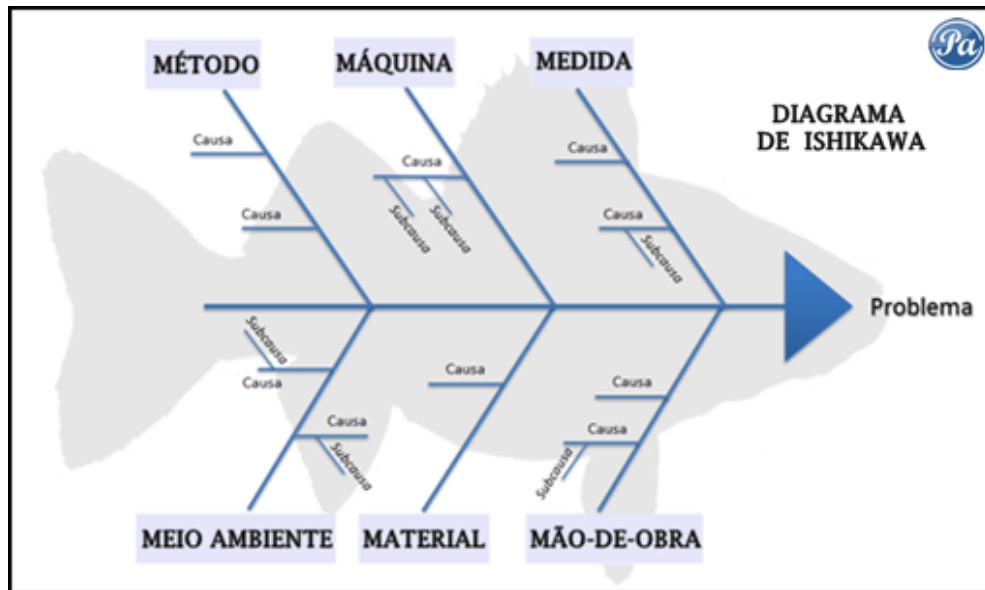 Pa
MÉTODO
MÁQUINA
MEDIDA
DIAGRAMA
DE ISHIKAWA
Causa
Causa
Causa
Subcausa
Subcausa
Causa
Causa
Subcausa
Problema
Subcausa
Causa
Causa
Subcausa
Causa
Causa
Causa
Subcausa
MEIO AMBIENTE
MATERIAL
MÃO-DE-OBRA